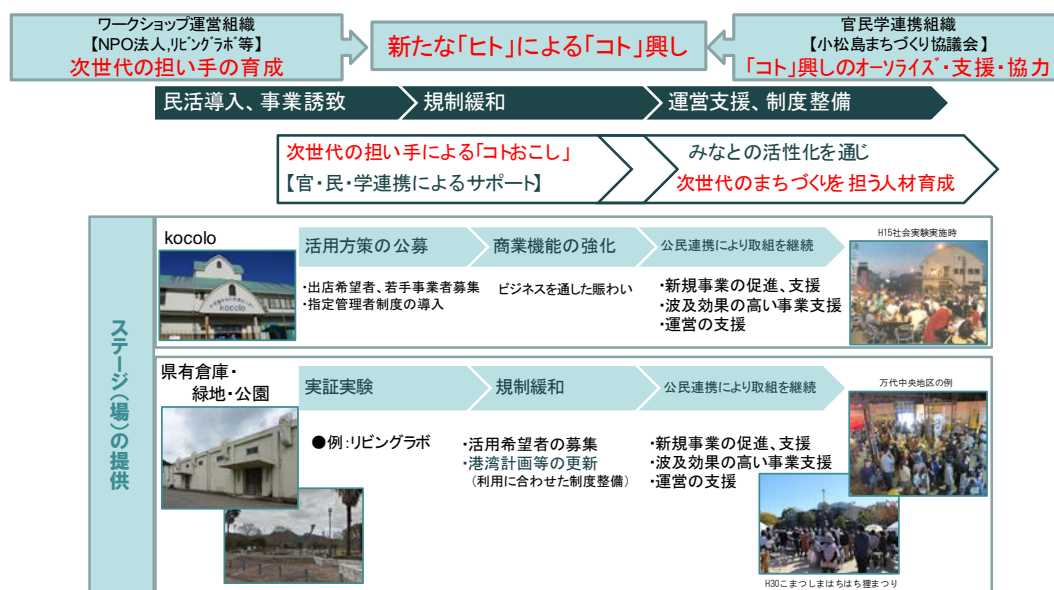 ワークショップ運営組織
【NPO法人,リビングラボ等】
次世代の担い手の育成
新たな「ヒト」による「コト」興し
官民学連携組織
【小松島まちづくり協議会】
「コト」興しのオーソライズ・支援・協力
民活導入、事業誘致
規制緩和
運営支援、制度整備
次世代の担い手による「コトおこし」
【官・民・学連携によるサポート】
みなとの活性化を通じ
次世代のまちづくりを担う人材育成
ステージ(場)の提供
kocolo
活用方策の公募
商業機能の強化
公民連携により取組を継続
H15社会実験実施時
・出店希望者、若手事業者募集
・指定管理者制度の導入
ビジネスを通した賑わい
・新規事業の促進、支援
・波及効果の高い事業支援
・運営の支援
kocolo
県有倉庫・
緑地・公園
実証実験
規制緩和
公民連携により取組を継続
万代中央地区の例
●例:リビングラボ
・活用希望者の募集
・港湾計画等の更新
(利用に合わせた制度整備)
・新規事業の促進、支援
・波及効果の高い事業支援
・運営の支援
H30こまつしまはちはち狸まつり